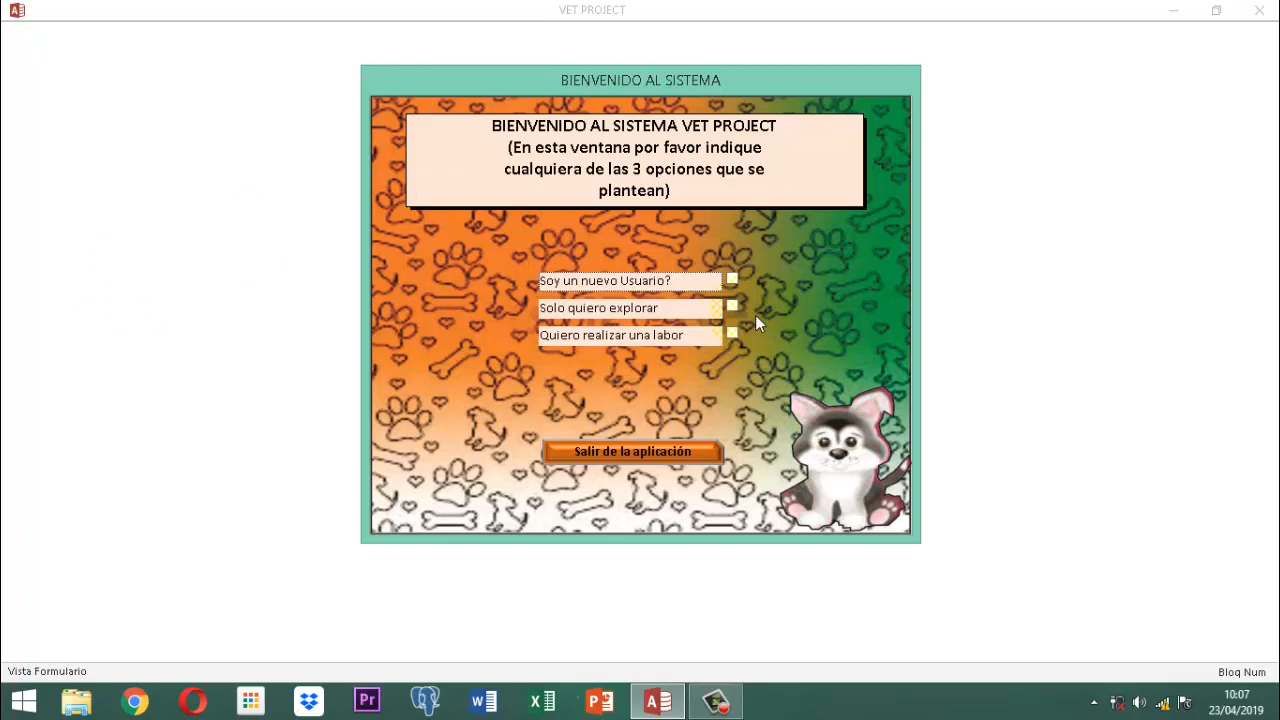 VET PROJECT
BIENVENIDO AL SISTEMA
BIENVENIDO AL SISTEMA VET PROJECT
(En esta ventana por favor indique
cualquiera de las 3 opciones que se
plantean)
Soy un nuevo Usuario?
Solo quiero explorar
Quiero realizar una labor
Salir de la aplicación
Vista Formulario
Bloq Num
Pr
10:07
23/04/2019